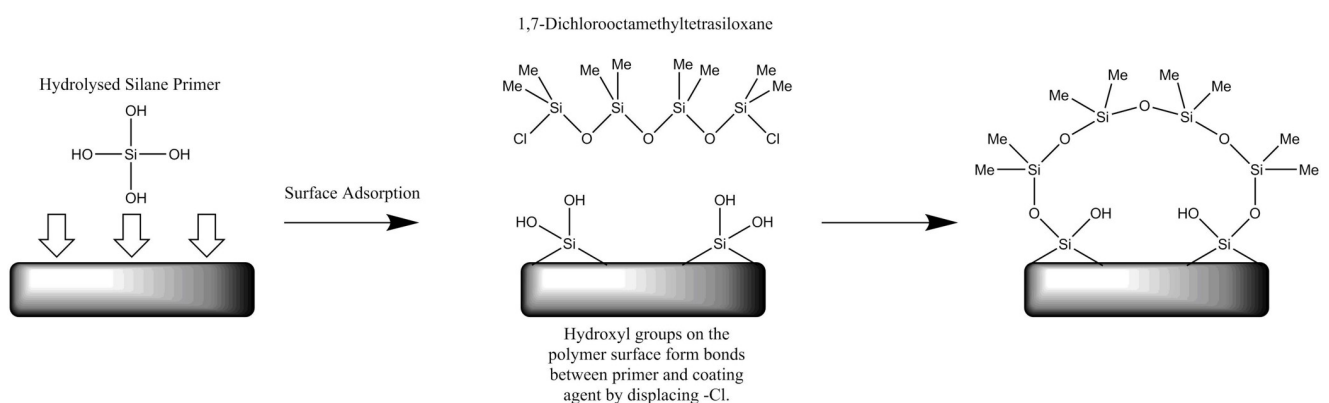 1,7-Dichlorooctamethyltetrasiloxane
Hydrolysed Silane Primer
OH
HO Si OH
OH
Surface Adsorption
Me Me Me Me Me Me
Me Me
Si Si Si Si
Cl O O O Cl
OH OH
HO OH
Si Si
Hydroxyl groups on the
polymer surface form bonds
between primer and coating
agent by displacing -Cl.
Me Me
Me Me
Si O Si
Me O O Me
Me Si Si Me
O OH HO O
Si Si